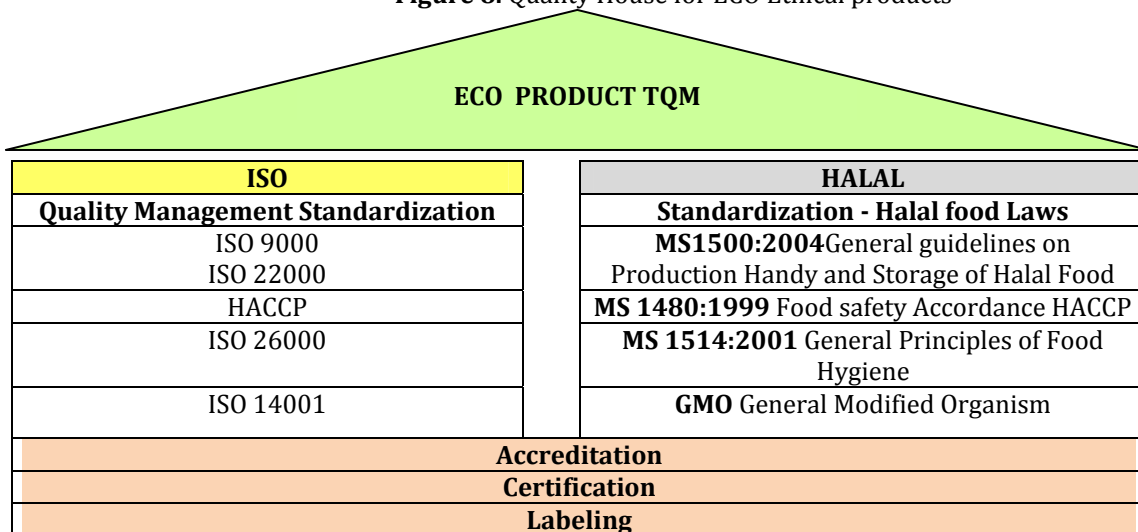 Figure 8. Quality House for ECO Ethical products
ECO PRODUCT TQM
ISO
Quality Management Standardization
ISO 9000
ISO 22000
HACCP
ISO 26000
ISO 14001
HALAL
Standardization - Halal food Laws
MS1500:2004General guidelines on
Production Handy and Storage of Halal Food
MS 1480:1999 Food safety Accordance HACCP
MS 1514:2001 General Principles of Food
Hygiene
GMO General Modified Organism
Accreditation
Certification
Labeling